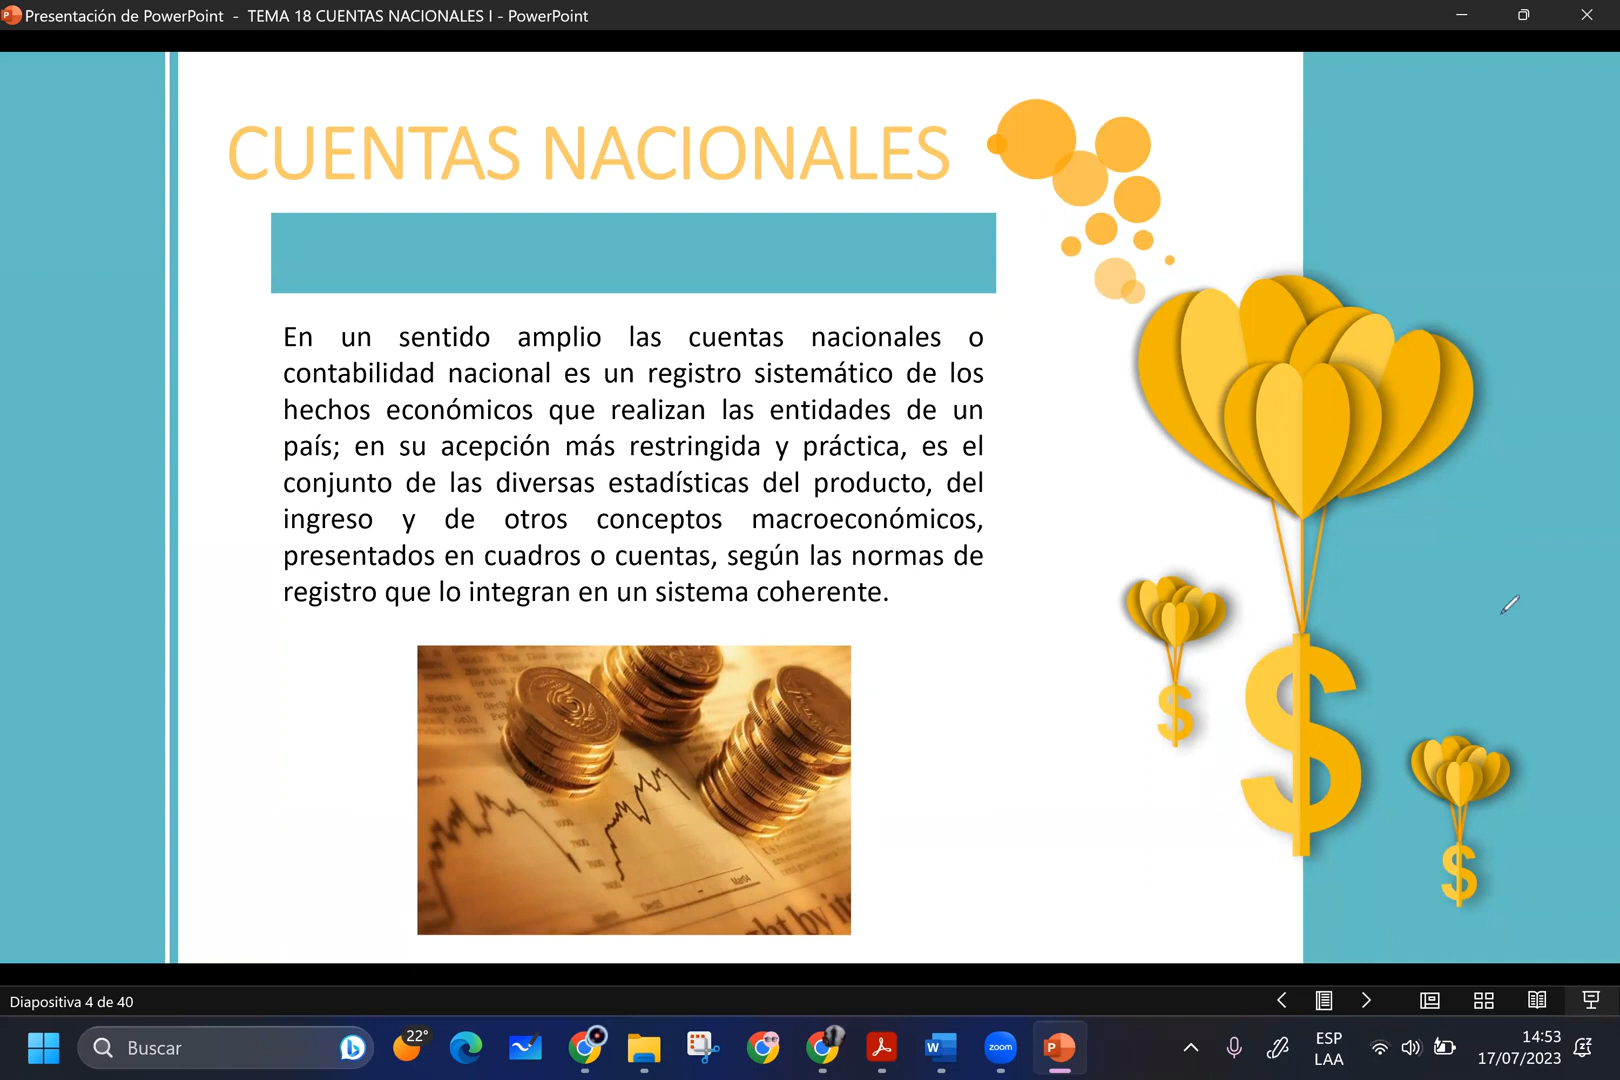 Presentación de PowerPoint - TEMA 18 CUENTAS NACIONALES I - PowerPoint
CUENTAS NACIONALES
En un sentido amplio las cuentas nacionales o
contabilidad nacional es un registro sistemático de los
hechos económicos que realizan las entidades de un
país; en su acepción más restringida y práctica, es el
conjunto de las diversas estadísticas del producto, del
ingreso y de otros conceptos macroeconómicos,
presentados en cuadros o cuentas, según las normas de
registro que lo integran en un sistema coherente.
$
$
$
Diapositiva 4 de 40
Buscar
22°
zoom
ESP
LAA
14:53
17/07/2023